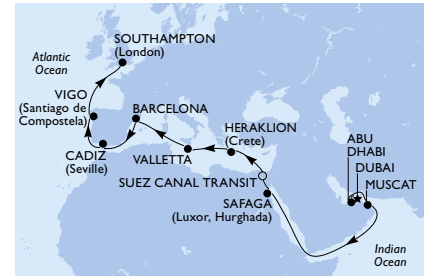 SOUTHAMPTON
(London)
Atlantic
Ocean
VIGO
(Santiago de
Compostela)
BARCELONA
HERAKLION
(Crete)
CADIZ
(Seville)
VALLETTA
ABU
DHABI
DUBAI
MUSCAT
SUEZ CANAL TRANSIT
SAFAGA
(Luxor, Hurghada)
Indian
Ocean